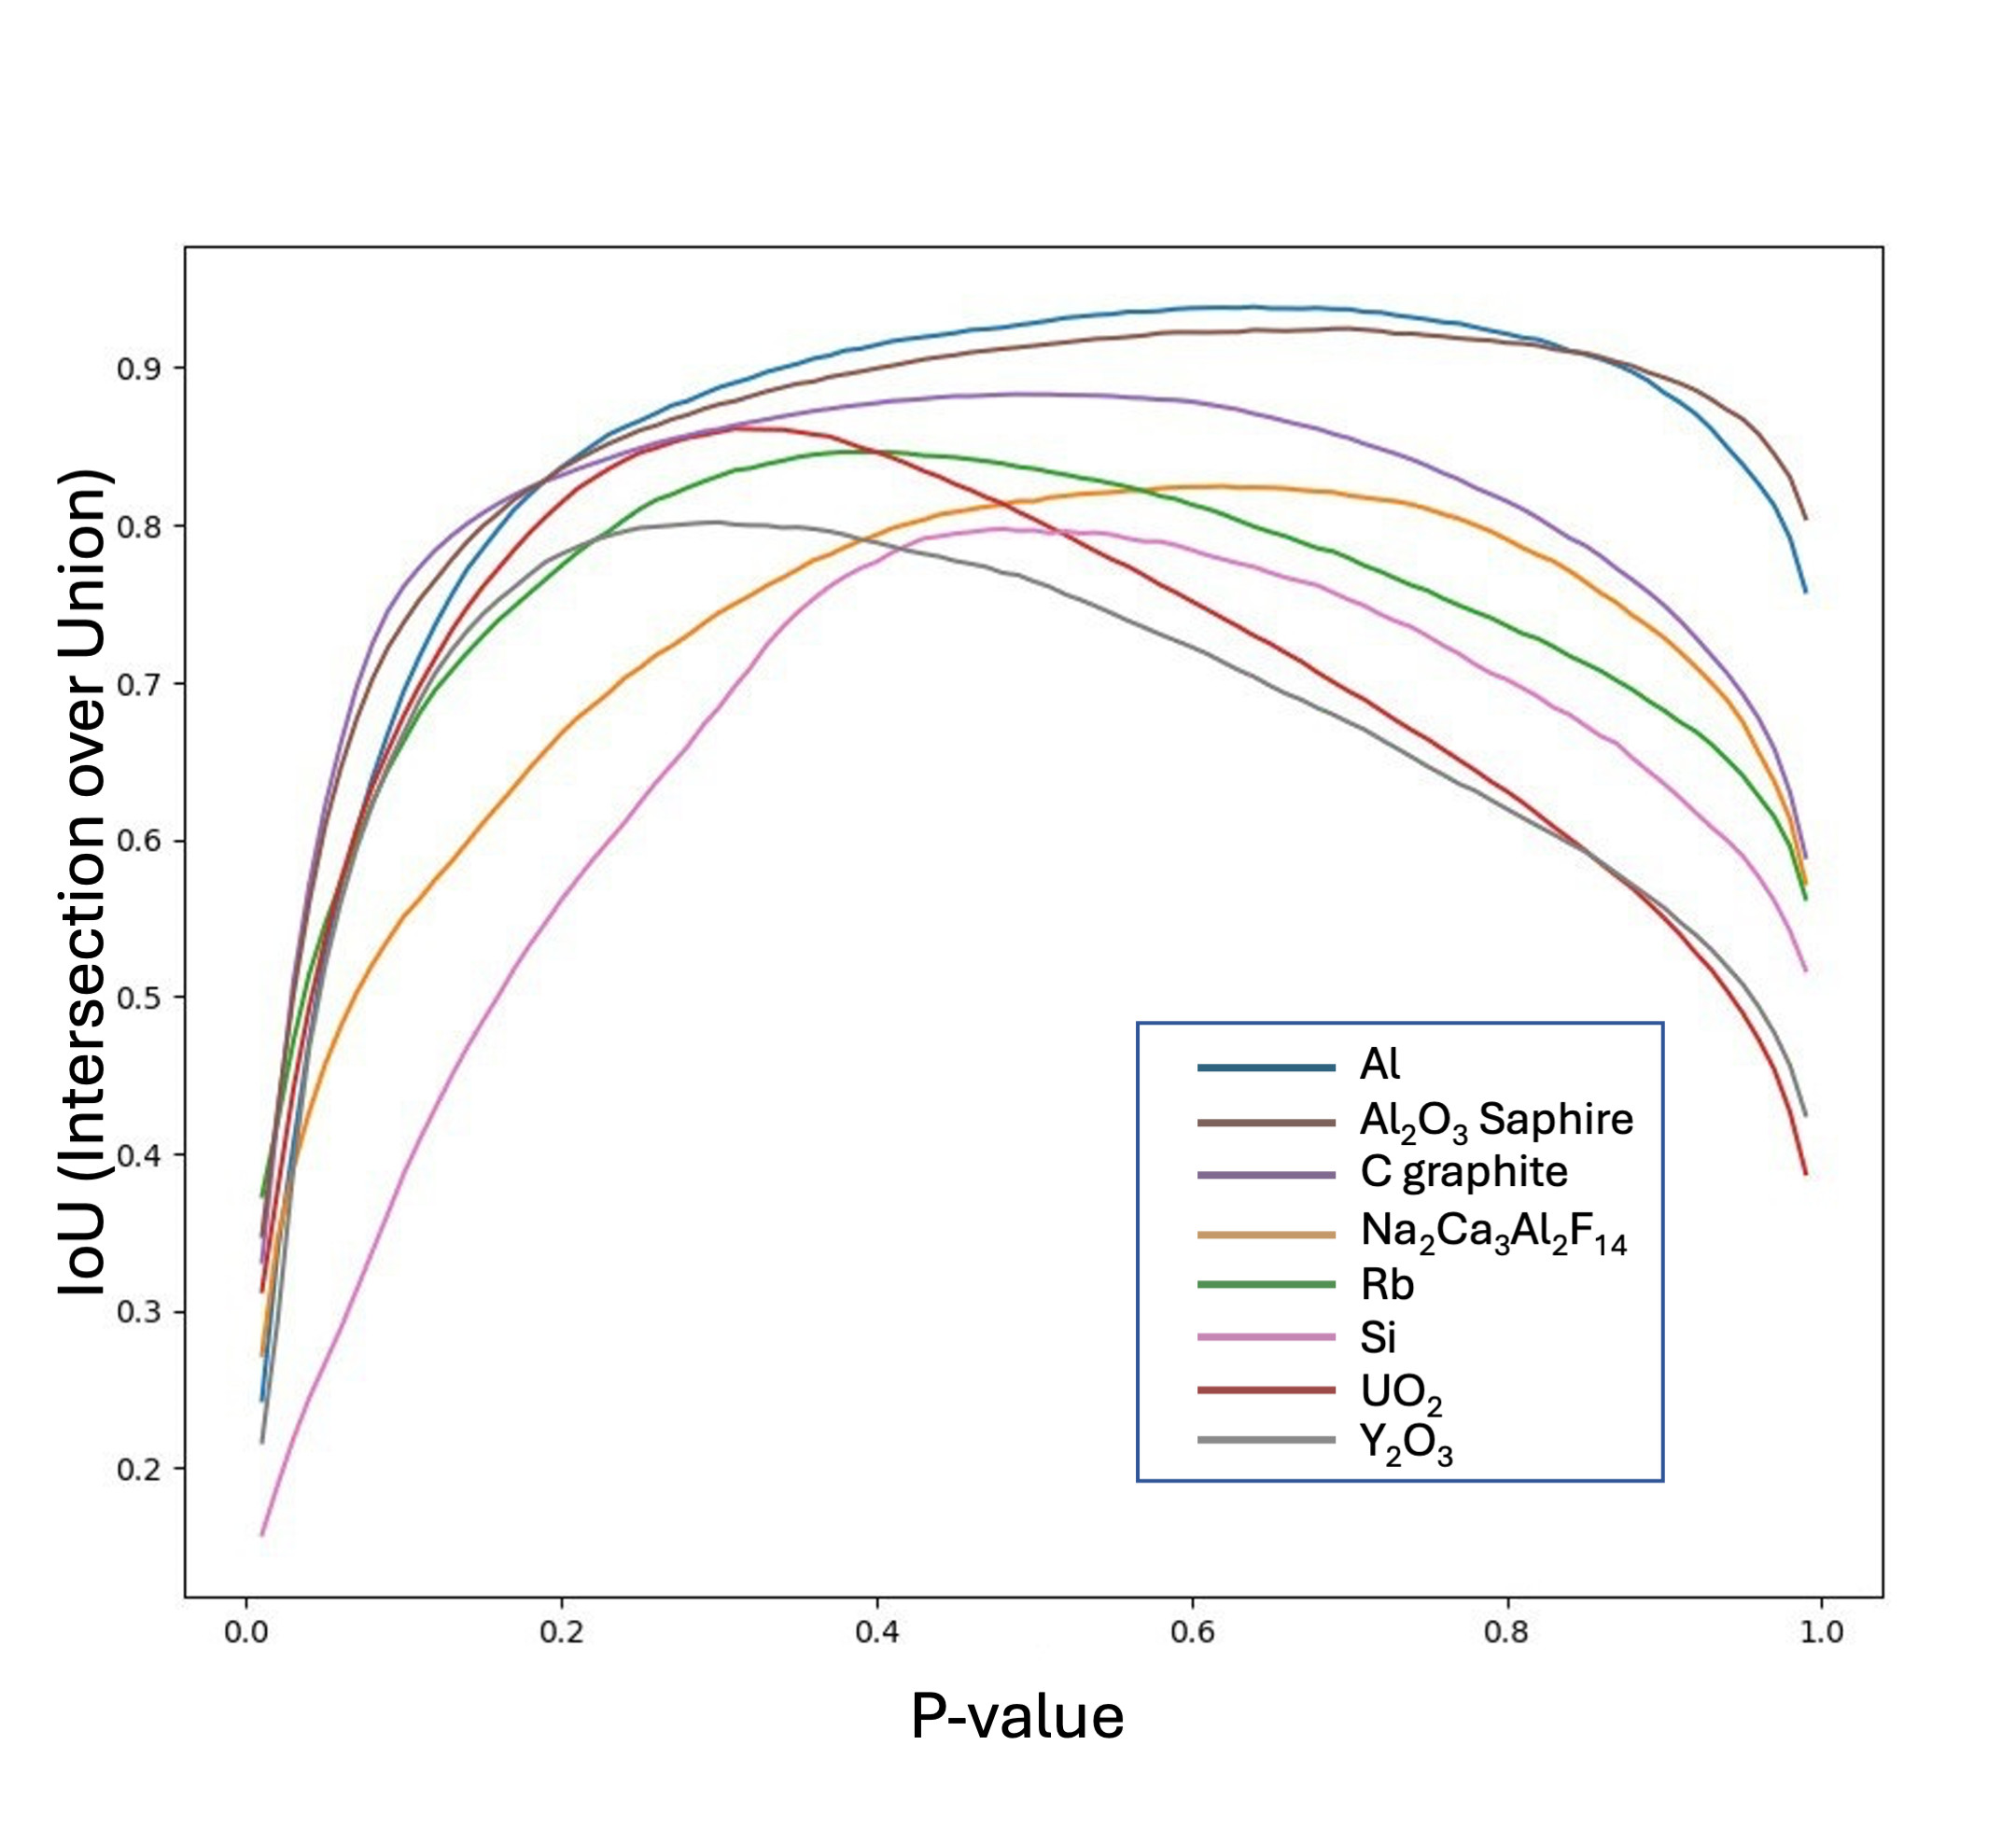 IoU (Intersection over Union)
0.9
0.8
0.7
0.6
0.5
0.4
0.3
0.2
0.0 0.2 0.4 0.6 0.8 1.0
P-value
Al
Al₂O₃ Saphire
C graphite
Na₂Ca₃Al₂F₁₄
Rb
Si
UO₂
Y₂O₃